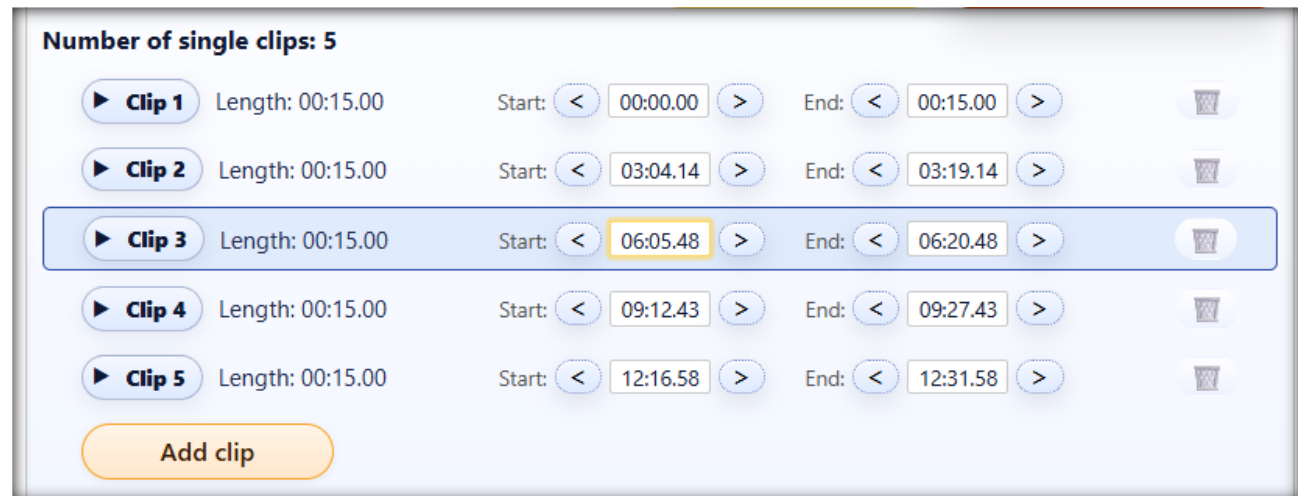 Number of single clips: 5
Clip 1 Length: 00:15.00 Start: < 00:00.00 > End: < 00:15.00 >
Clip 2 Length: 00:15.00 Start: < 03:04.14 > End: < 03:19.14 >
Clip 3 Length: 00:15.00 Start: < 06:05.48 > End: < 06:20.48 >
Clip 4 Length: 00:15.00 Start: < 09:12.43 > End: < 09:27.43 >
Clip 5 Length: 00:15.00 Start: < 12:16.58 > End: < 12:31.58 >
Add clip